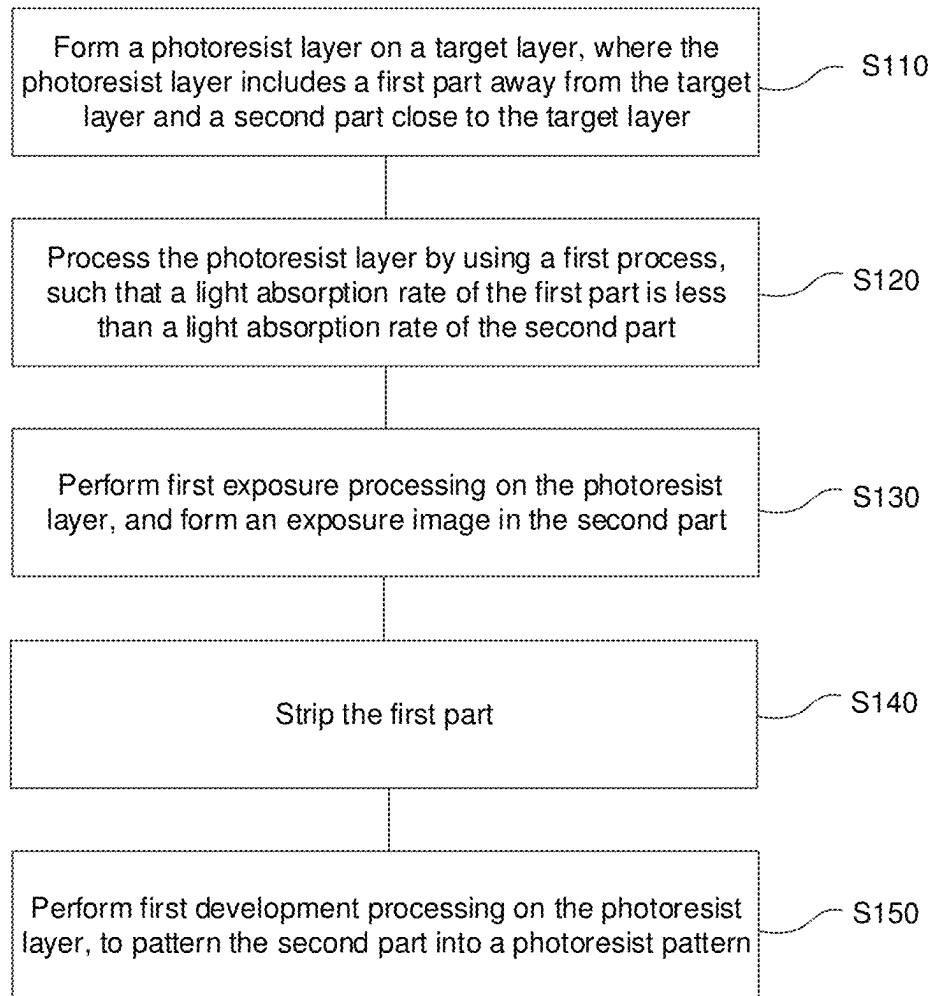 Form a photoresist layer on a target layer, where the
photoresist layer includes a first part away from the target
layer and a second part close to the target layer
S110
Process the photoresist layer by using a first process,
such that a light absorption rate of the first part is less
than a light absorption rate of the second part
S120
Perform first exposure processing on the photoresist
layer, and form an exposure image in the second part
S130
Strip the first part
S140
Perform first development processing on the photoresist
layer, to pattern the second part into a photoresist pattern
S150